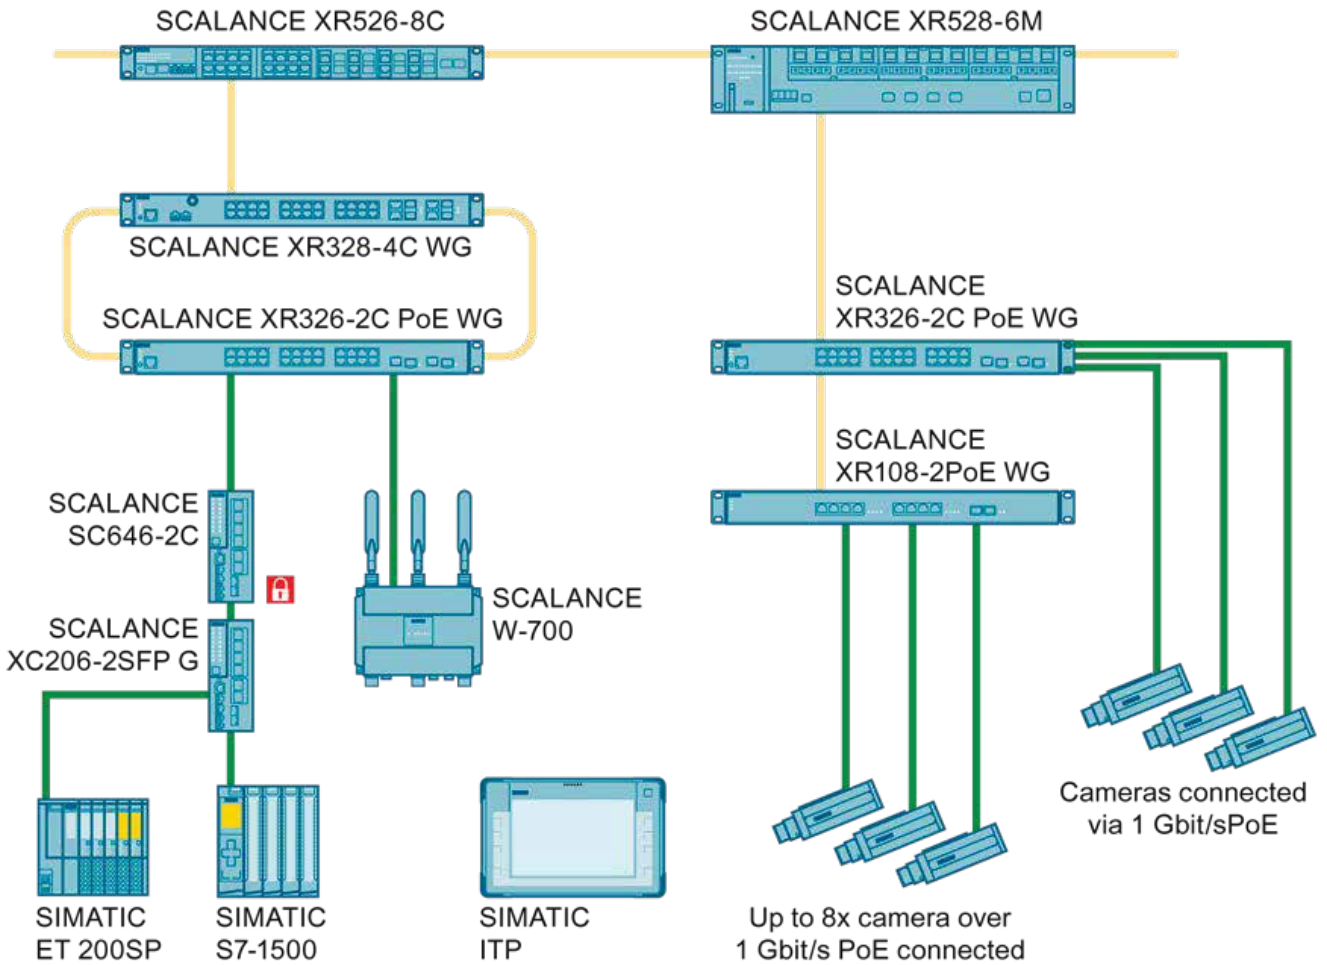 SCALANCE XR526-8C
SCALANCE XR528-6M
SCALANCE XR328-4C WG
SCALANCE XR326-2C PoE WG
SCALANCE
XR326-2C PoE WG
SCALANCE
XR108-2PoE WG
SCALANCE
SC646-2C
SCALANCE
W-700
SCALANCE
XC206-2SFP G
Cameras connected
via 1 Gbit/sPoE
SIMATIC
ET 200SP
SIMATIC
S7-1500
SIMATIC
ITP
Up to 8x camera over
1 Gbit/s PoE connected